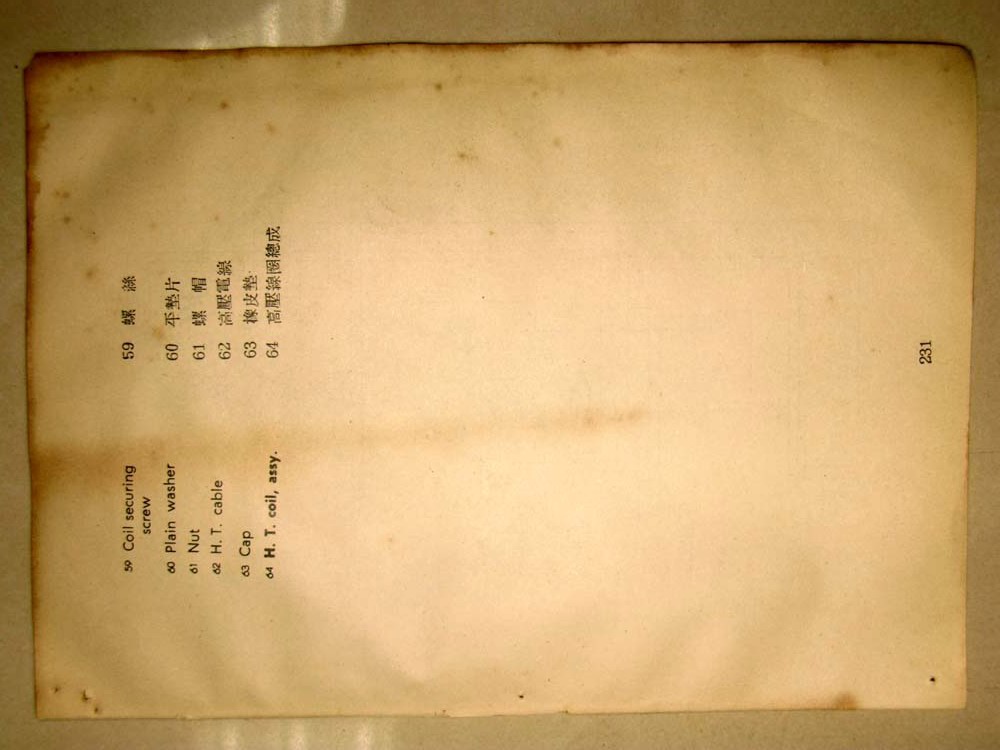 59 Coil securing
screw
60 Plain washer
61 Nut
62 H. T. cable
63 Cap
64 H. T. coil, assy.
59 螺 絲
60 平墊片
61 螺 帽
62 高壓電線
63 橡皮墊
64 高壓線圈總成
231